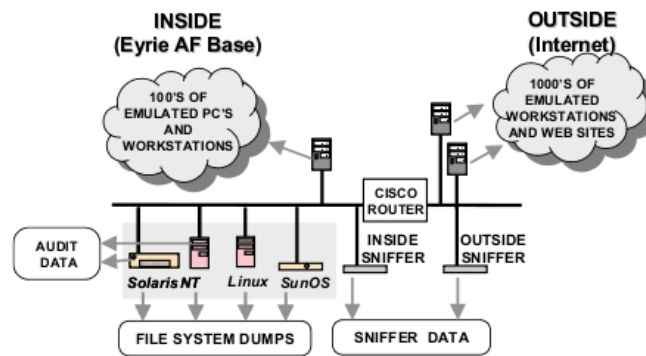 INSIDE
(Eyrie AF Base)
OUTSIDE
(Internet)
100'S OF
EMULATED PC'S
AND
WORKSTATIONS
1000'S OF
EMULATED
WORKSTATIONS
AND WEB SITES
CISCO
ROUTER
AUDIT
DATA
Solaris NT Linux SunOS
INSIDE
SNIFFER
OUTSIDE
SNIFFER
FILE SYSTEM DUMPS
SNIFFER DATA